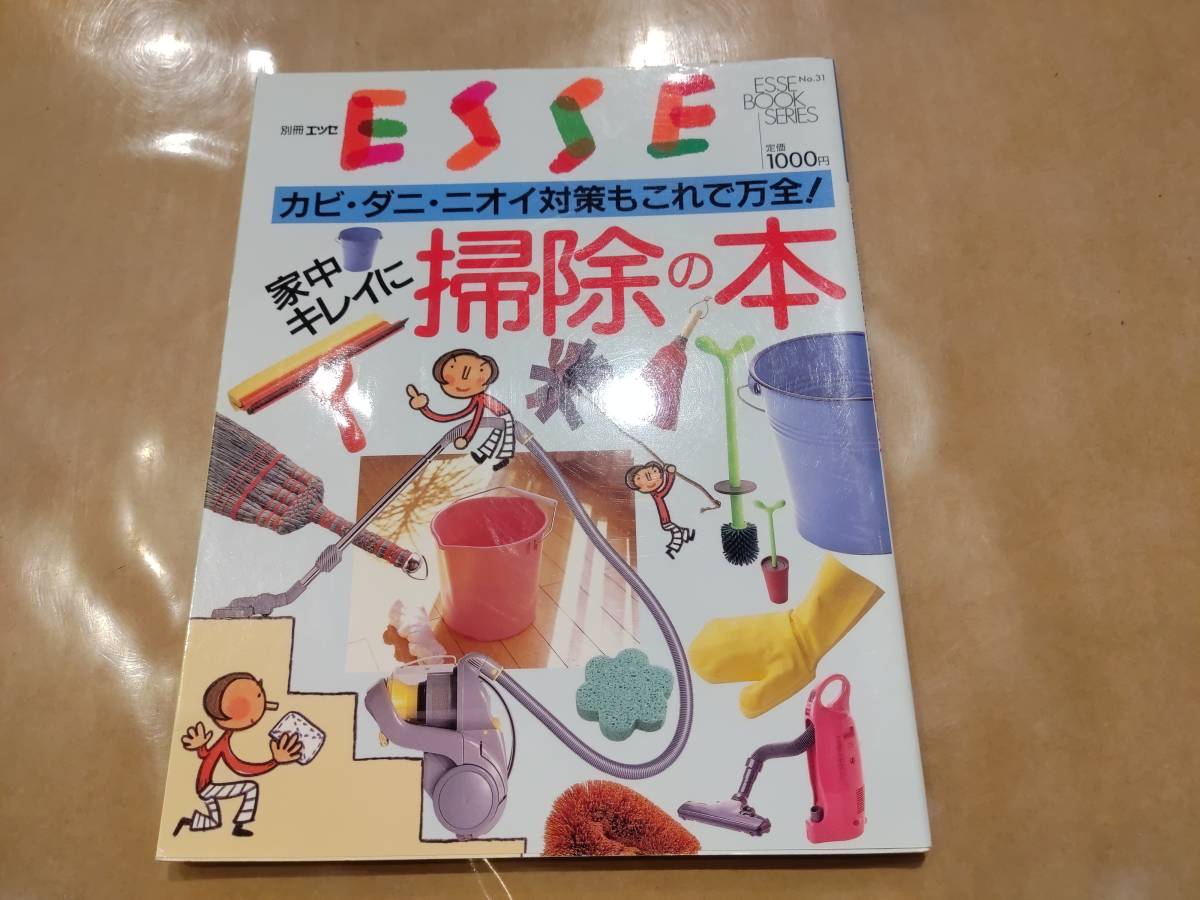 別冊エッセ
ESSE
No.31
ESSE
BOOK
SERIES
定価
1000円
カビ・ダニ・ニオイ対策もこれで万全!
家中
キレイに
掃除の本